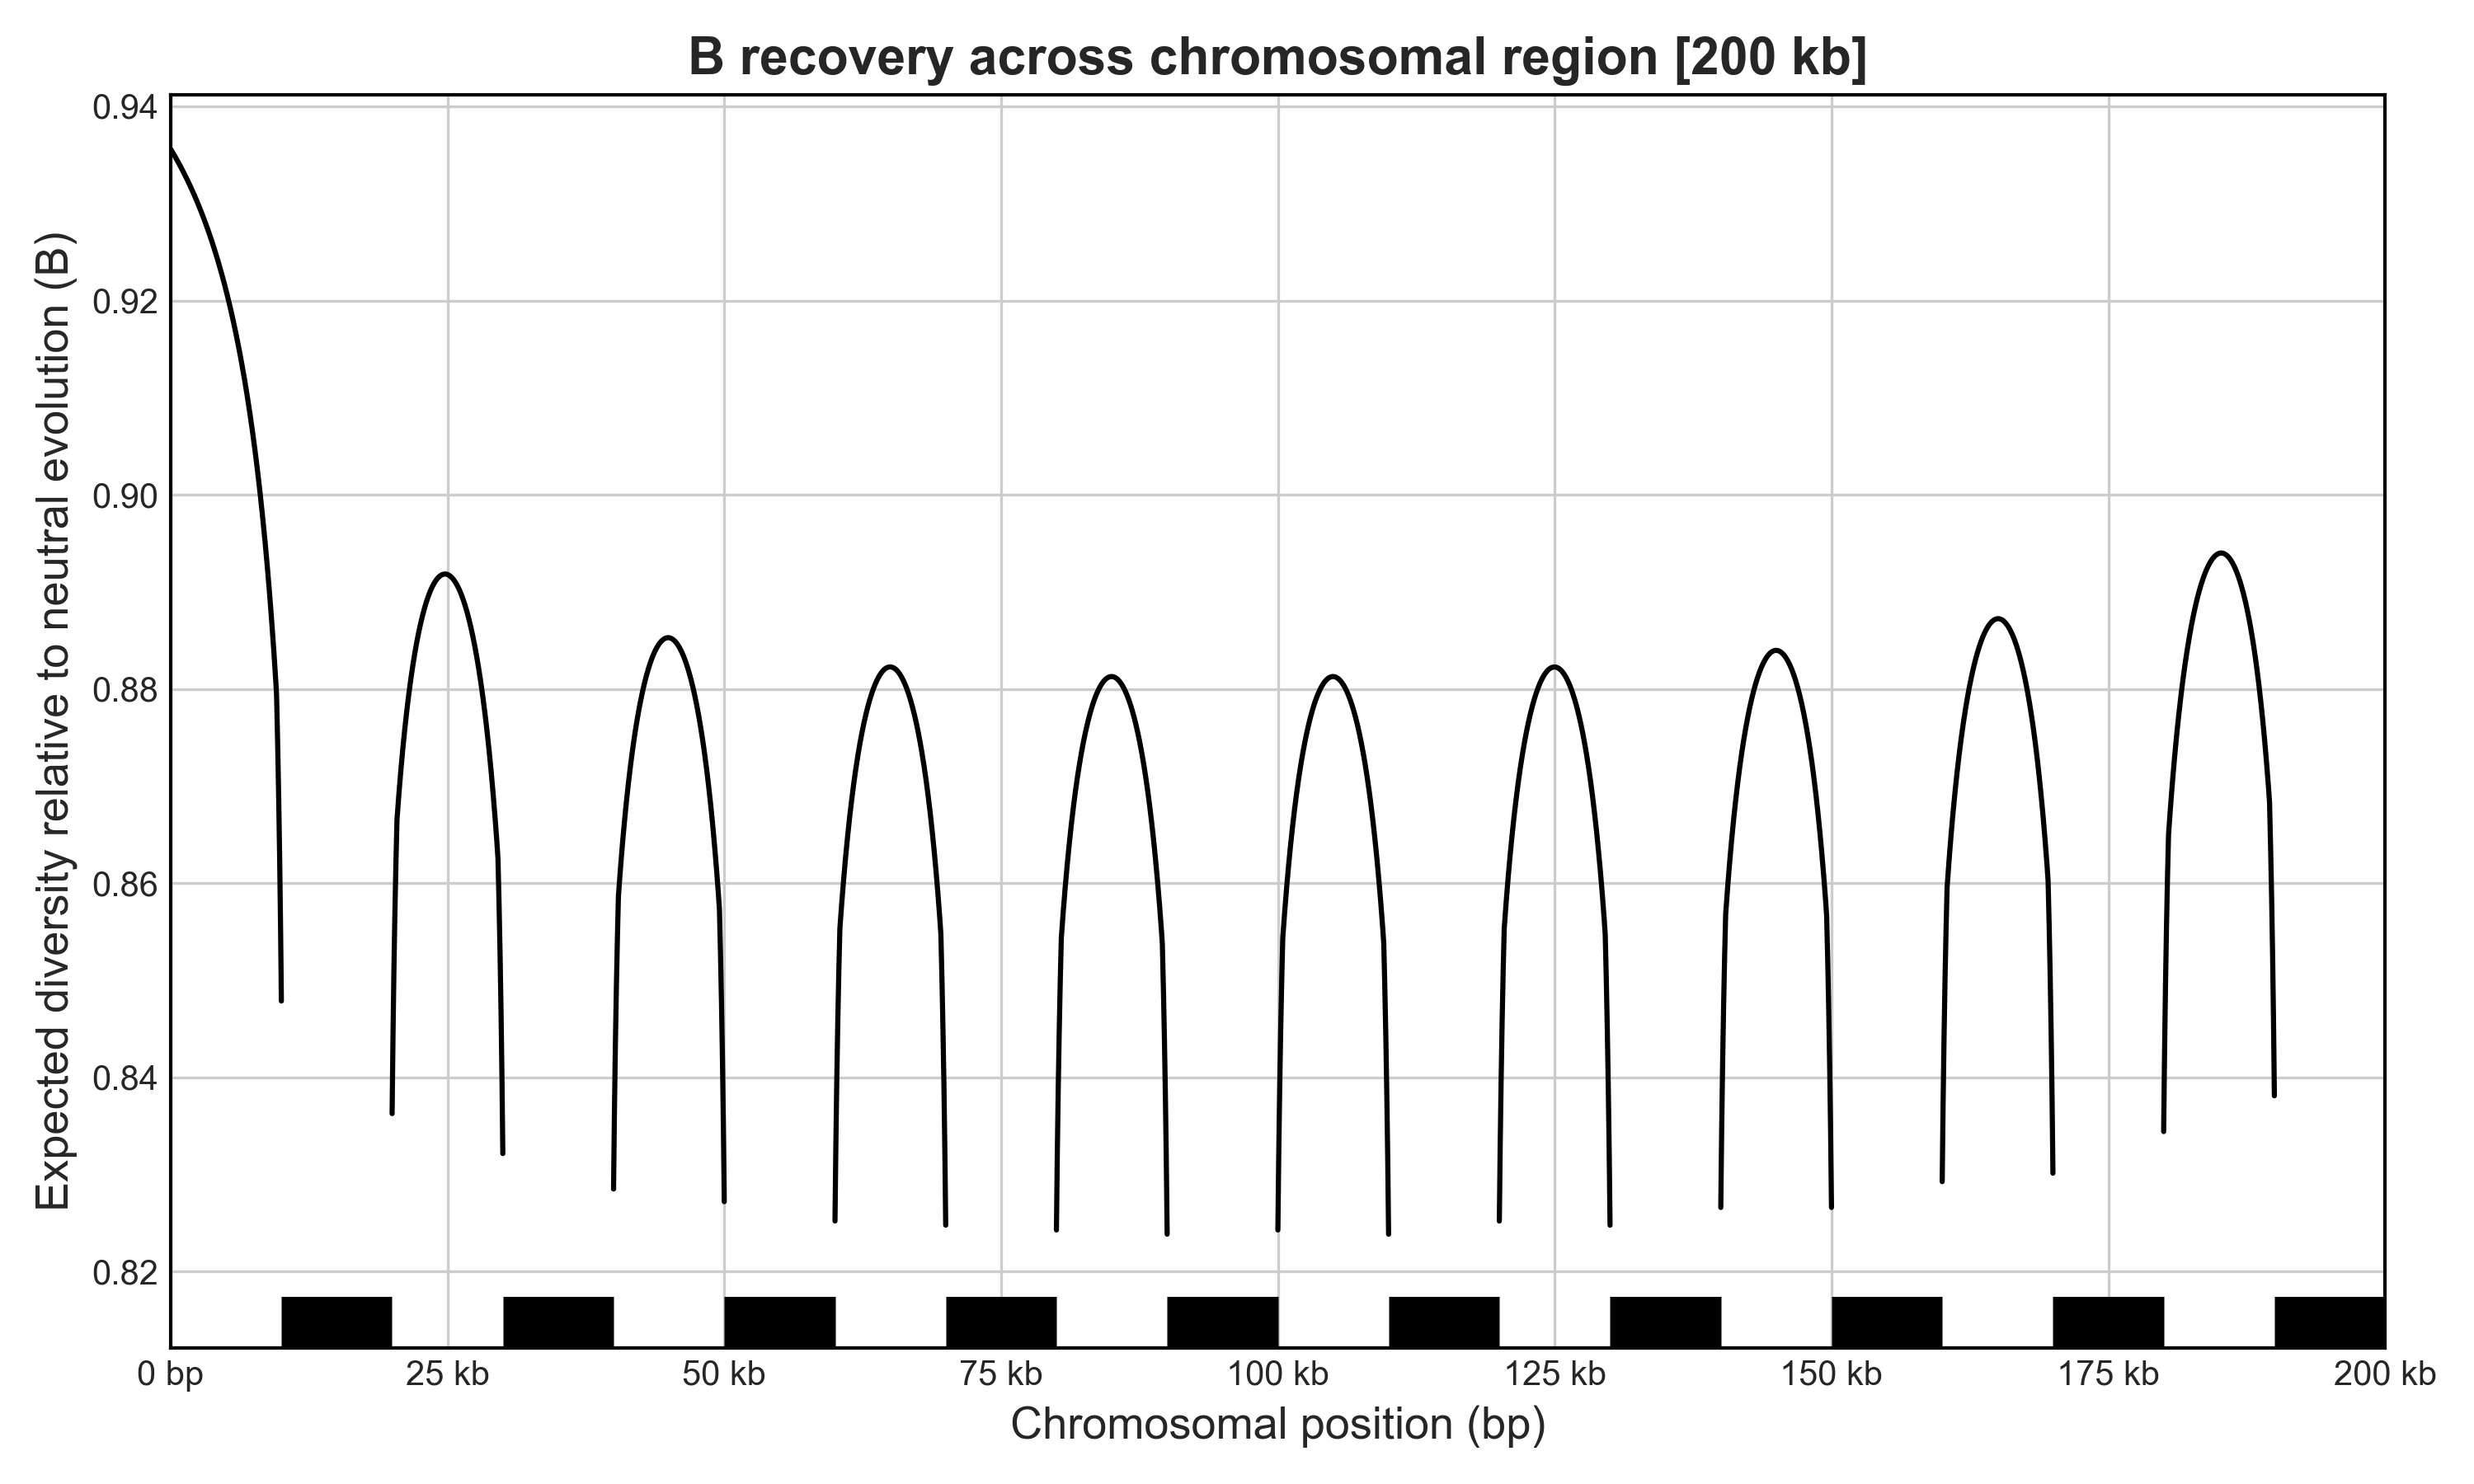 B recovery across chromosomal region [200 kb]
Expected diversity relative to neutral evolution (B)
0.94
0.92
0.90
0.88
0.86
0.84
0.82
0 bp 25 kb 50 kb 75 kb 100 kb 125 kb 150 kb 175 kb 200 kb
Chromosomal position (bp)